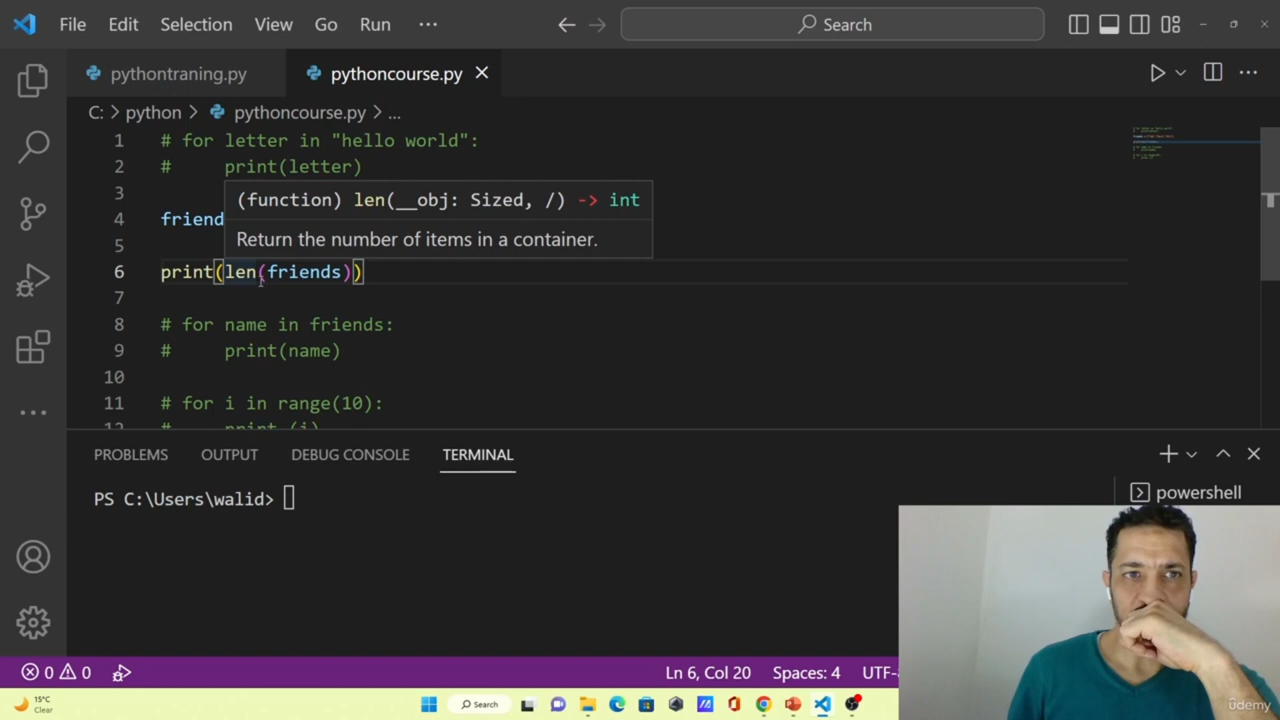 File Edit Selection View Go Run ··· Search
pythontraning.py pythoncourse.py
C: > python > pythoncourse.py > ...
1 # for letter in "hello world":
2 # print(letter)
3
(function) len(__obj: Sized, /) -> int
4 friend
Return the number of items in a container.
5
6 print(len(friends))
7
8 # for name in friends:
9 # print(name)
10
11 # for i in range(10):
12 # print (i)
PROBLEMS OUTPUT DEBUG CONSOLE TERMINAL
PS C:\Users\walid>
powershell
0 0 Ln 6, Col 20 Spaces: 4 UTF-
15°C
Clear
Search
ûdemy